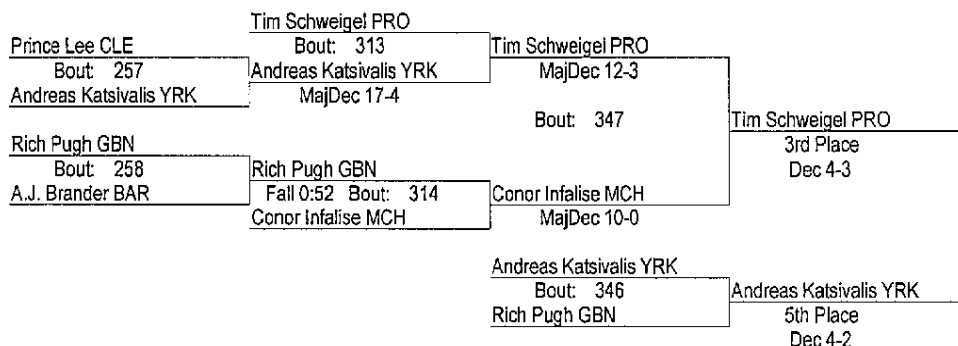 Tim Schweigel PRO
Prince Lee CLE
Bout: 313
Tim Schweigel PRO
Bout: 257
Andreas Katsivalis YRK
MajDec 12-3
Andreas Katsivalis YRK
MajDec 17-4
Bout: 347
Tim Schweigel PRO
Rich Pugh GBN
3rd Place
Bout: 258
Rich Pugh GBN
Dec 4-3
A.J. Brander BAR
Fall 0:52 Bout: 314
Conor Infalise MCH
Conor Infalise MCH
MajDec 10-0
Andreas Katsivalis YRK
Bout: 346
Andreas Katsivalis YRK
Rich Pugh GBN
5th Place
Dec 4-2